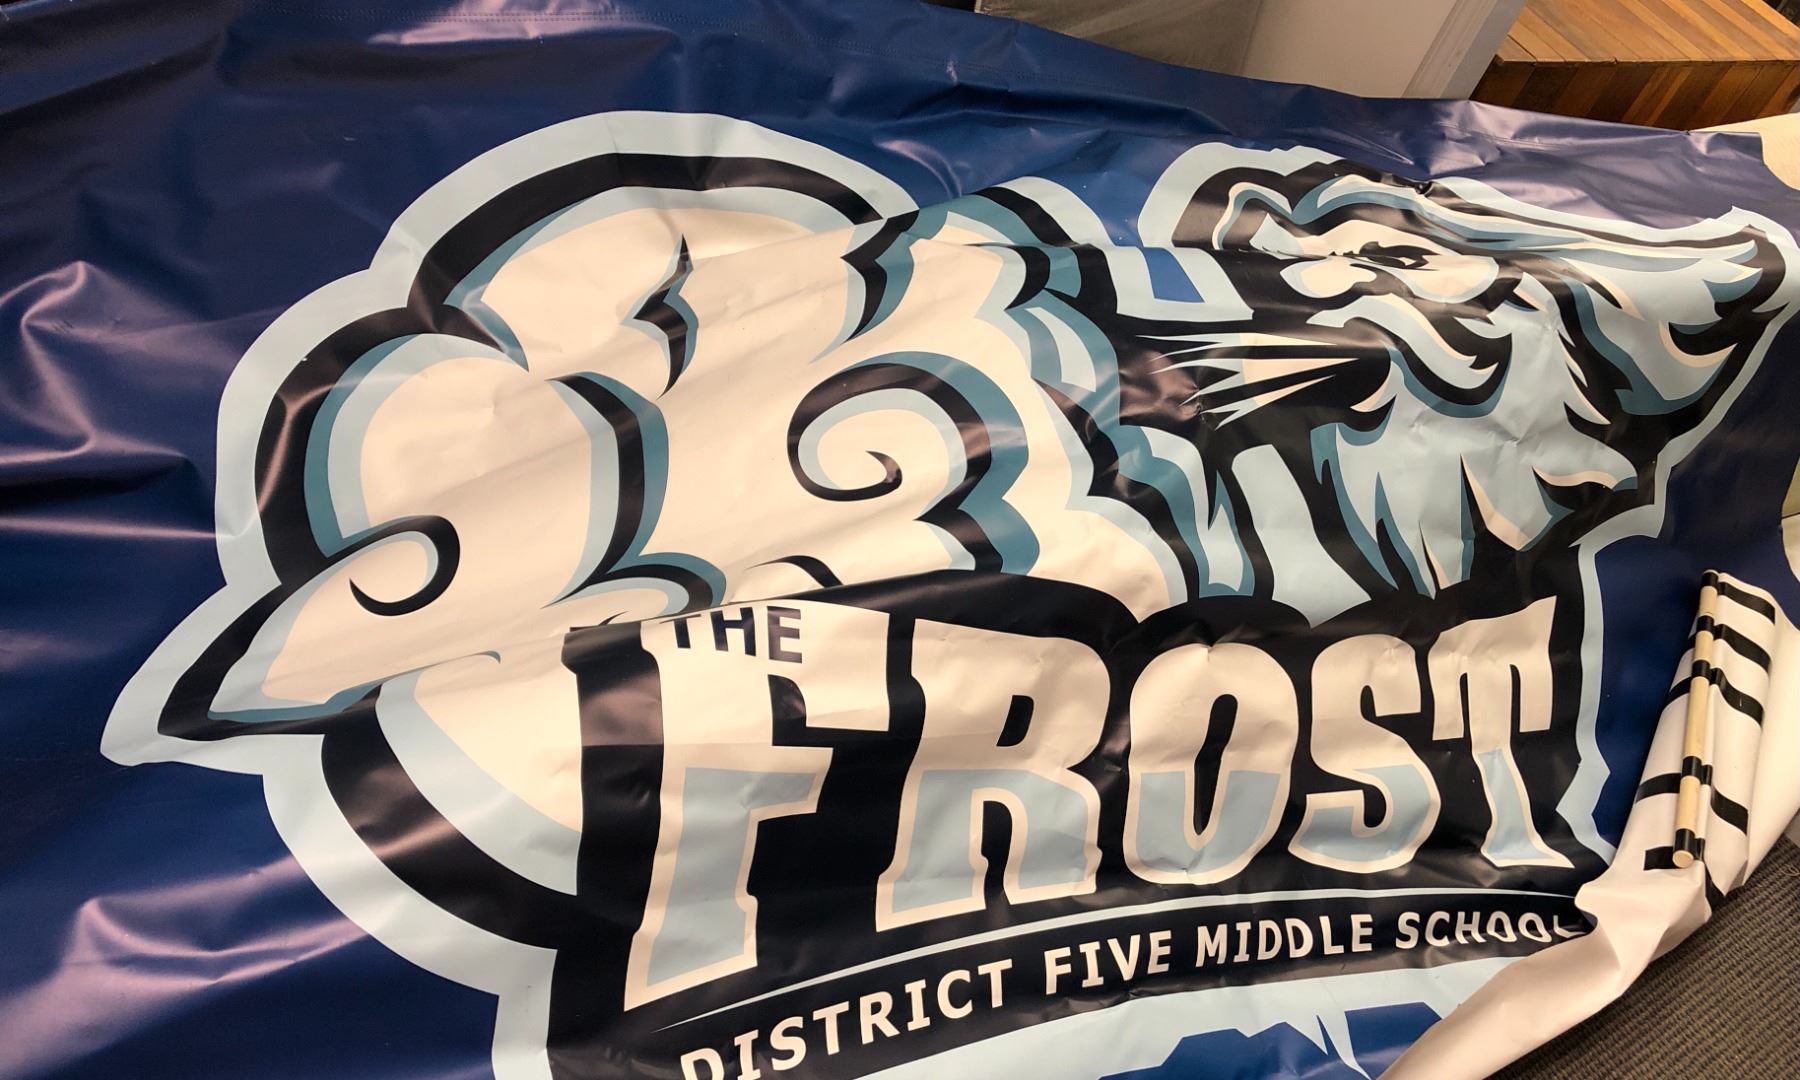 THE
FROST
DISTRICT FIVE MIDDLE SCHOOL